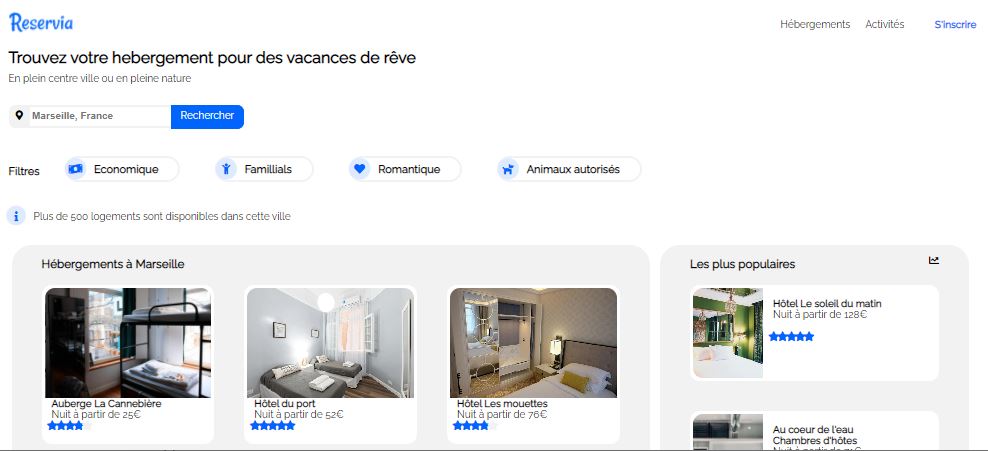 Reservia
Hébergements
Activités
S'inscrire
Trouvez votre hebergement pour des vacances de rêve
En plein centre ville ou en pleine nature
Marseille, France
Rechercher
Filtres
Economique
Famillials
Romantique
Animaux autorisés
Plus de 500 logements sont disponibles dans cette ville
Hébergements à Marseille
Auberge La Cannebière
Nuit à partir de 25€
Hôtel du port
Nuit à partir de 52€
Hôtel Les mouettes
Nuit à partir de 76€
Les plus populaires
Hôtel Le soleil du matin
Nuit à partir de 128€
Au coeur de l'eau
Chambres d'hôtes
Nuit à partir de 71€